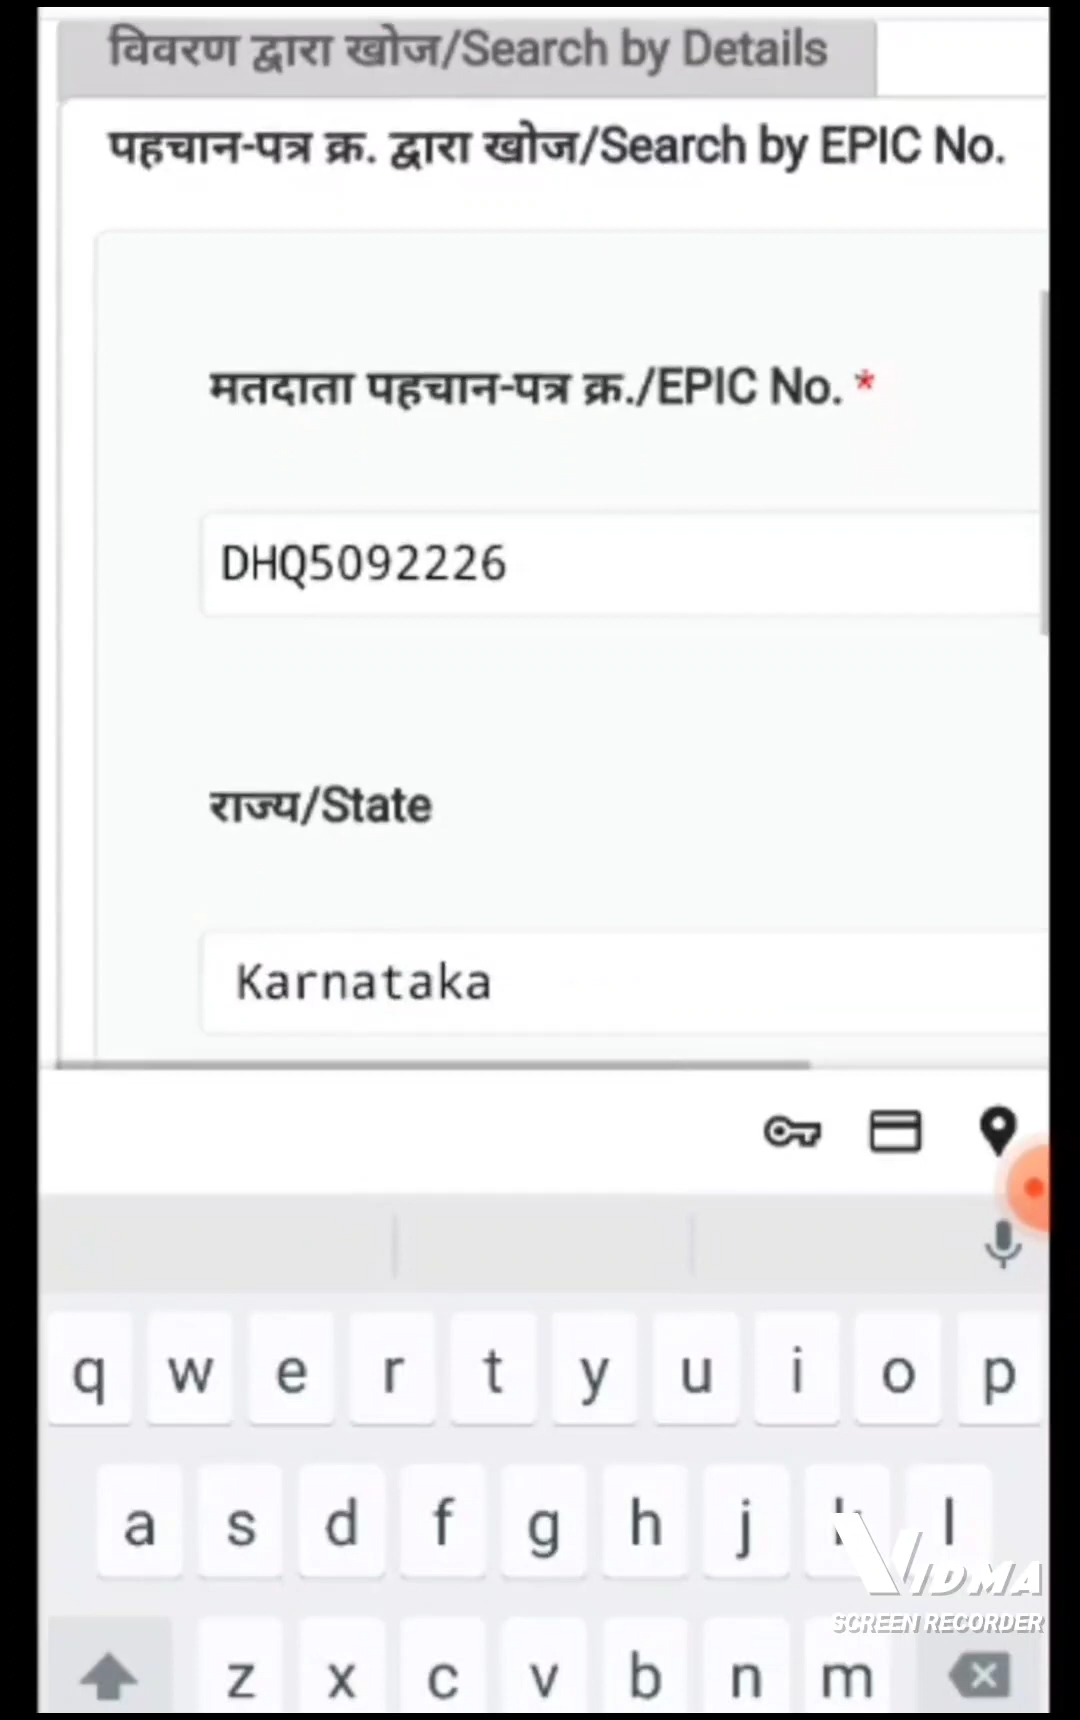 विवरण द्वारा खोज/Search by Details
पहचान-पत्र क्र. द्वारा खोज/Search by EPIC No.
मतदाता पहचान-पत्र क्र./EPIC No. *
DHQ5092226
राज्य/State
Karnataka
q w e r t y u i o p
a s d f g h j k l
VIDMA
SCREEN RECORDER
z x c v b n m